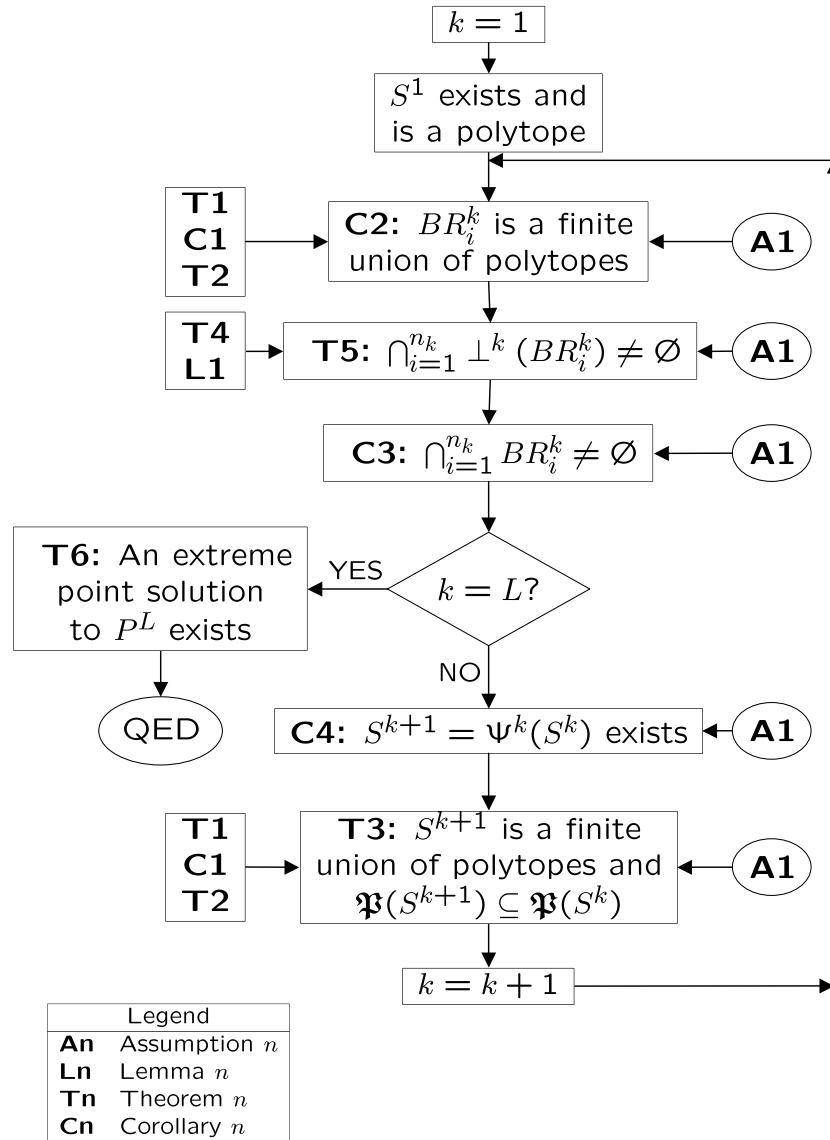 k = 1
S¹ exists and
is a polytope
T1
C1
T2
C2: BRᵢᵏ is a finite
union of polytopes
A1
T4
L1
T5: ⋂_{i=1}^{n_k} ⊥ᵏ (BRᵢᵏ) ≠ ∅
A1
C3: ⋂_{i=1}^{n_k} BRᵢᵏ ≠ ∅
A1
T6: An extreme
point solution
to Pᴸ exists
YES
k = L?
NO
QED
C4: Sᵏ⁺¹ = Ψᵏ(Sᵏ) exists
A1
T1
C1
T2
T3: Sᵏ⁺¹ is a finite
union of polytopes and
𝔓(Sᵏ⁺¹) ⊆ 𝔓(Sᵏ)
A1
k = k + 1
Legend
An Assumption n
Ln Lemma n
Tn Theorem n
Cn Corollary n